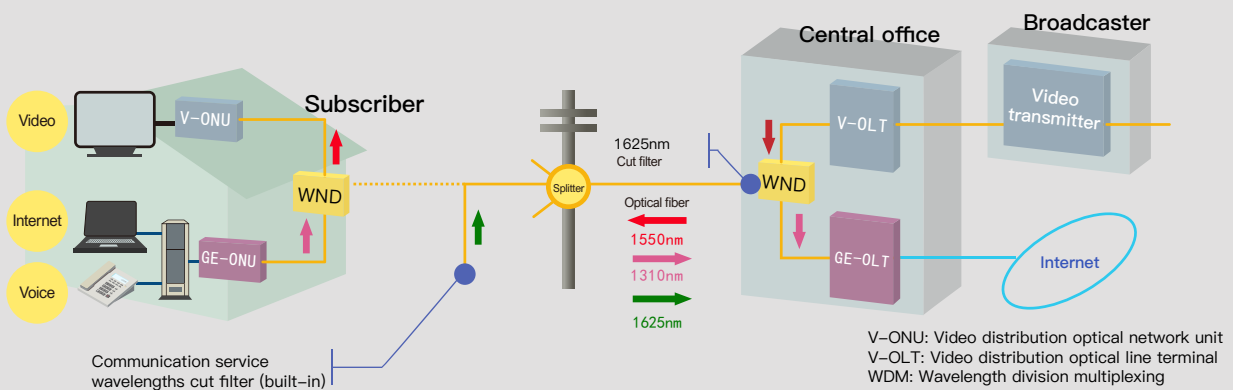 Broadcaster
Central office
Subscriber
Video
V-ONU
WND
Internet
GE-ONU
Voice
Splitter
1625nm
Cut filter
Optical fiber
1550nm
1310nm
1625nm
WND
V-OLT
GE-OLT
Video
transmitter
Internet
Communication service
wavelengths cut filter (built-in)
V-ONU: Video distribution optical network unit
V-OLT: Video distribution optical line terminal
WDM: Wavelength division multiplexing